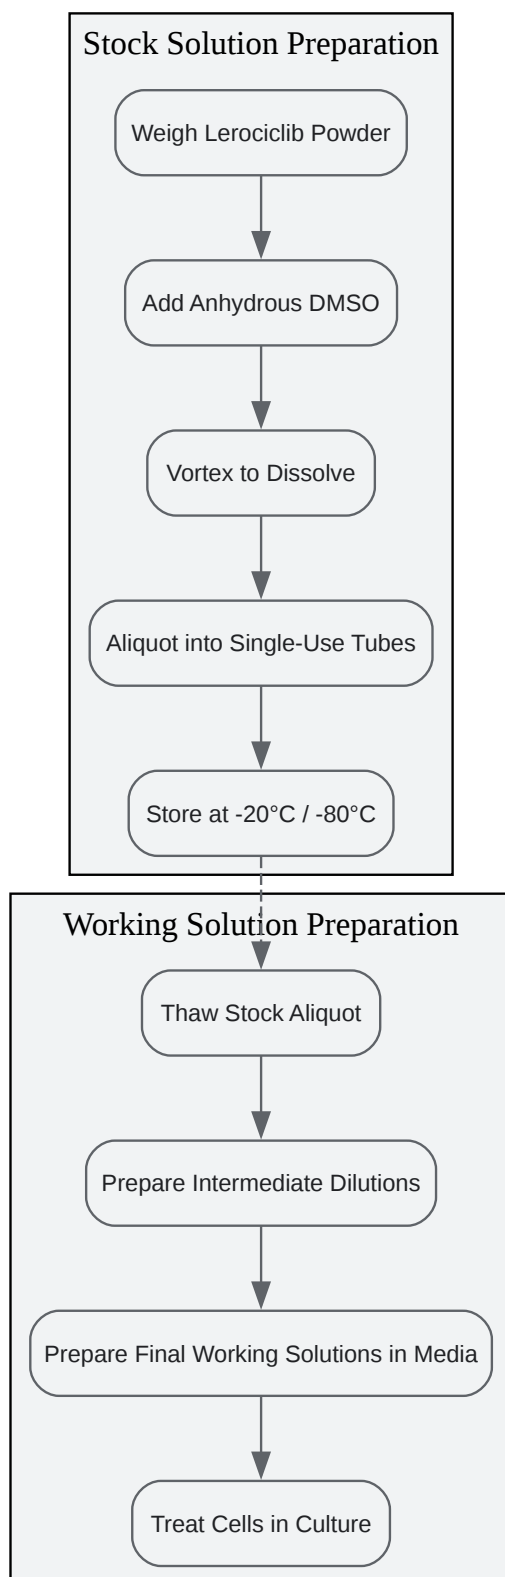 Stock Solution Preparation
Weigh Lerociclib Powder
Add Anhydrous DMSO
Vortex to Dissolve
Aliquot into Single-Use Tubes
Store at -20°C / -80°C
Working Solution Preparation
Thaw Stock Aliquot
Prepare Intermediate Dilutions
Prepare Final Working Solutions in Media
Treat Cells in Culture